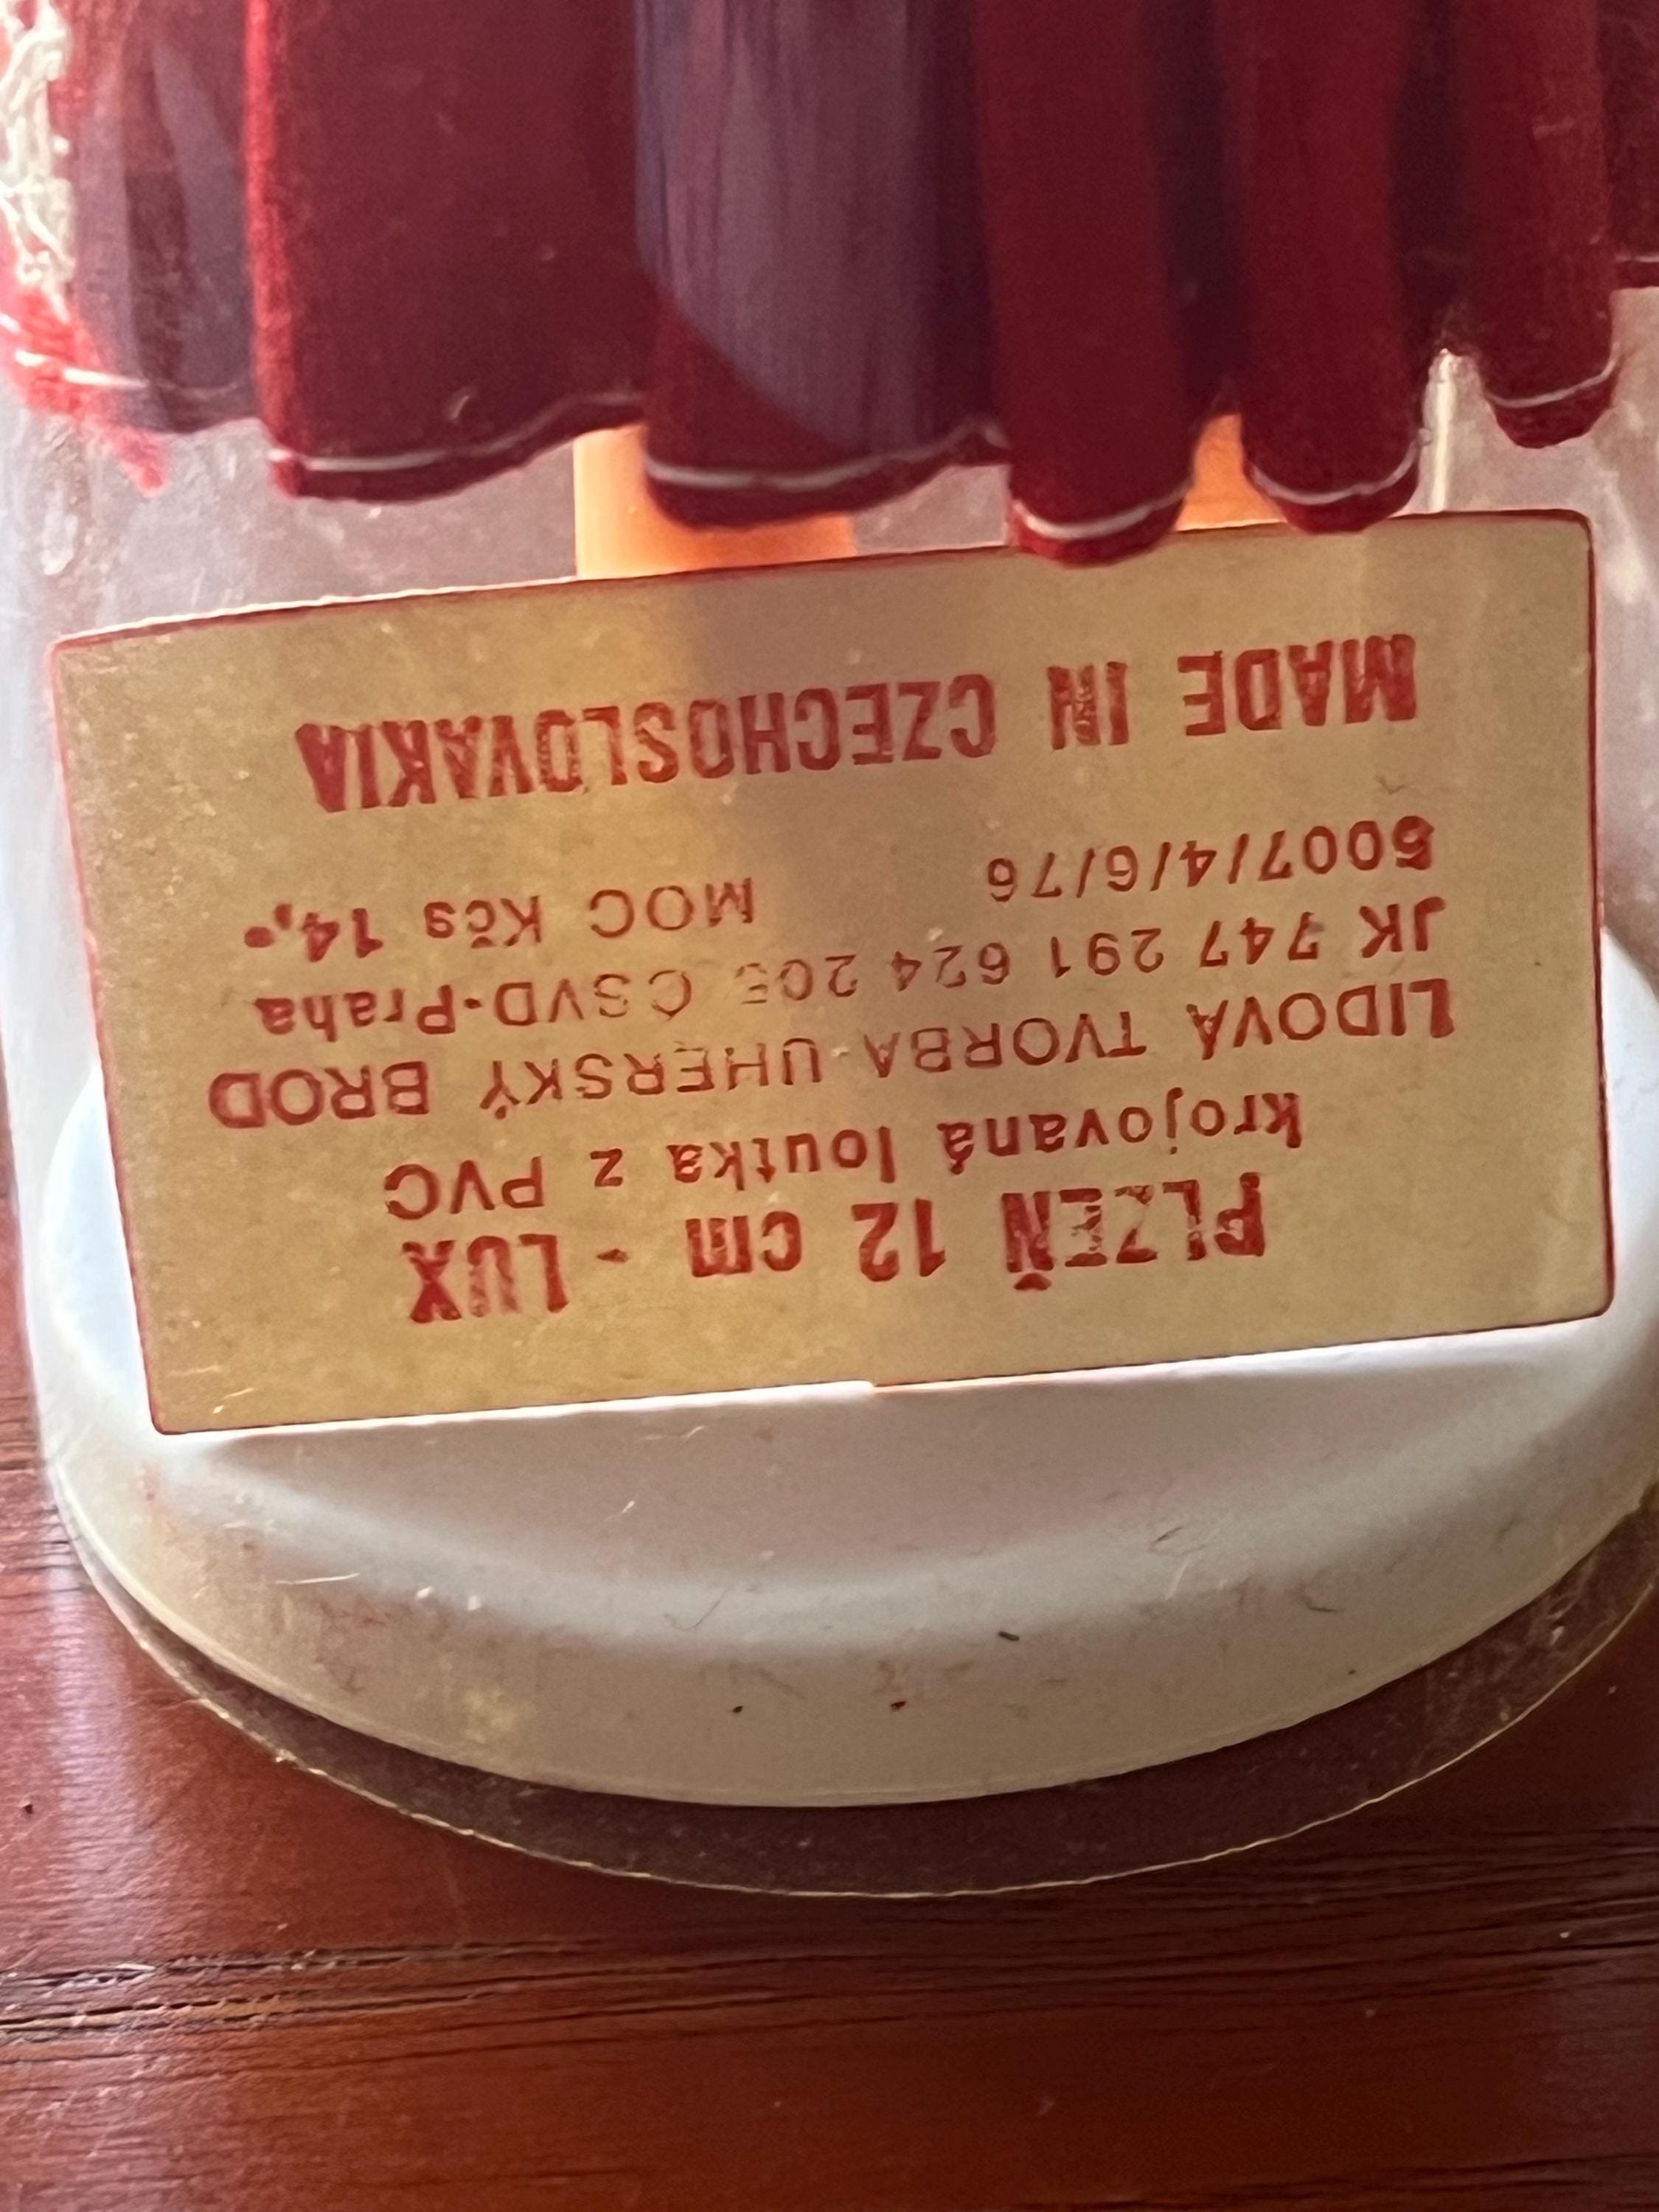 PLZEŇ 12 cm - LUX
krojovaná loutka z PVC
LIDOVÁ TVORBA UHERSKÝ BROD
JK 747 291 624 205 ČSVD-Praha
5007/4/6/76 MOC Kčs 14,-
MADE IN CZECHOSLOVAKIA